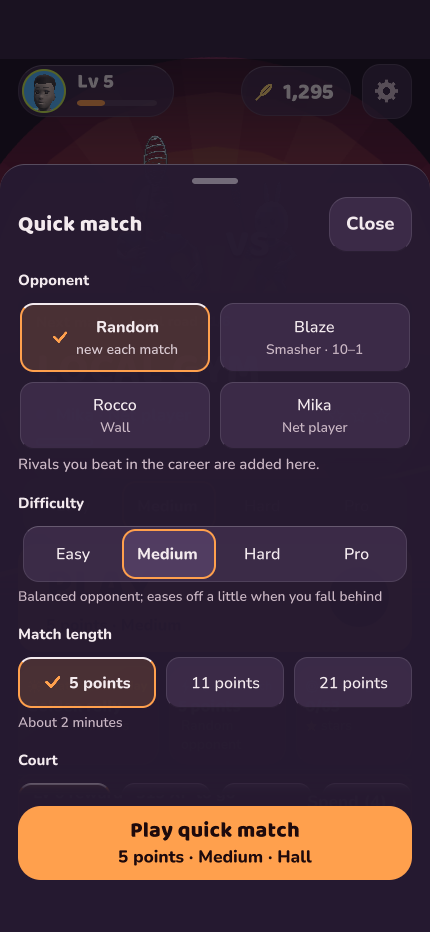 Lv 5
1,295
Quick match
Close
Opponent
Random
new each match
Blaze
Smasher · 10–1
Rocco
Wall
Mika
Net player
Rivals you beat in the career are added here.
Difficulty
Easy
Medium
Hard
Pro
Balanced opponent; eases off a little when you fall behind
Match length
5 points
11 points
21 points
About 2 minutes
Court
Play quick match
5 points · Medium · Hall